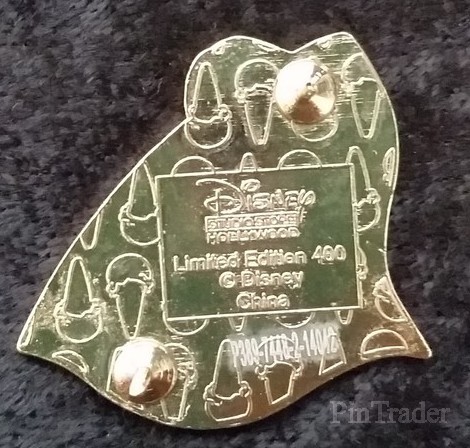 Disney
STUDIO STORE
HOLLYWOOD
Limited Edition 400
© Disney
China
PinTrader